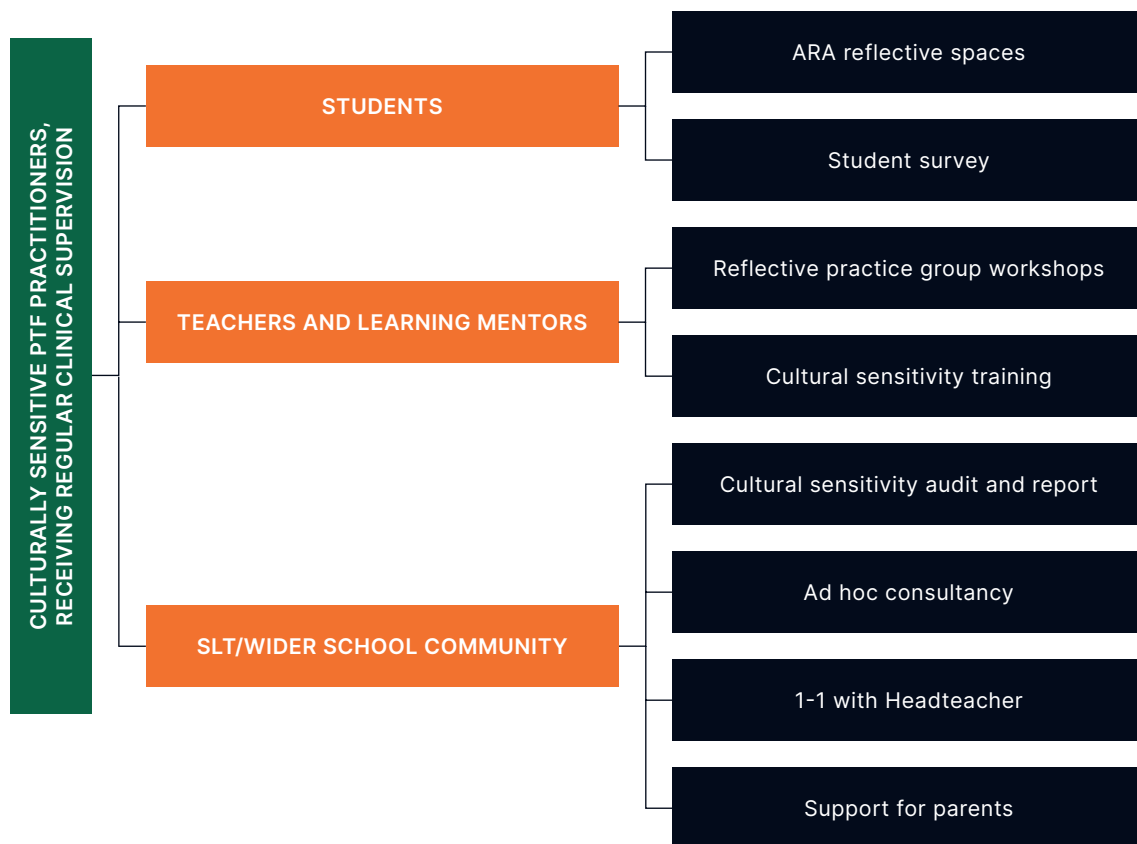 CULTURALLY SENSITIVE PTF PRACTITIONERS,
RECEIVING REGULAR CLINICAL SUPERVISION
STUDENTS
ARA reflective spaces
Student survey
TEACHERS AND LEARNING MENTORS
Reflective practice group workshops
Cultural sensitivity training
SLT/WIDER SCHOOL COMMUNITY
Cultural sensitivity audit and report
Ad hoc consultancy
1-1 with Headteacher
Support for parents